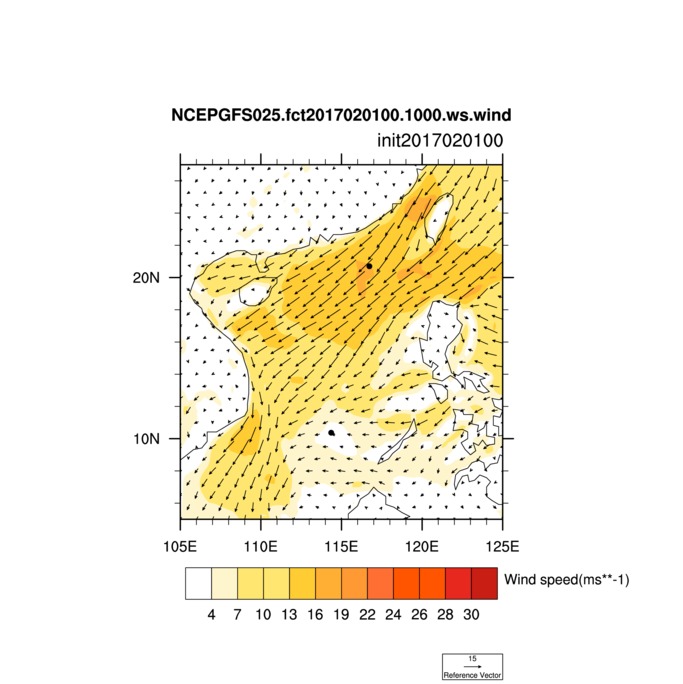 NCEPGFS025.fct2017020100.1000.ws.wind
init2017020100
20N
10N
105E 110E 115E 120E 125E
Wind speed(ms**-1)
4 7 10 13 16 19 22 24 26 28 30
15
Reference Vector